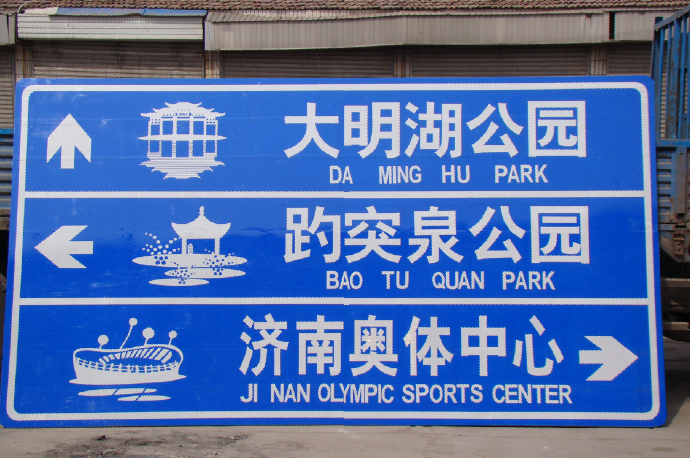 大明湖公园
DA MING HU PARK
趵突泉公园
BAO TU QUAN PARK
济南奥体中心
JI NAN OLYMPIC SPORTS CENTER